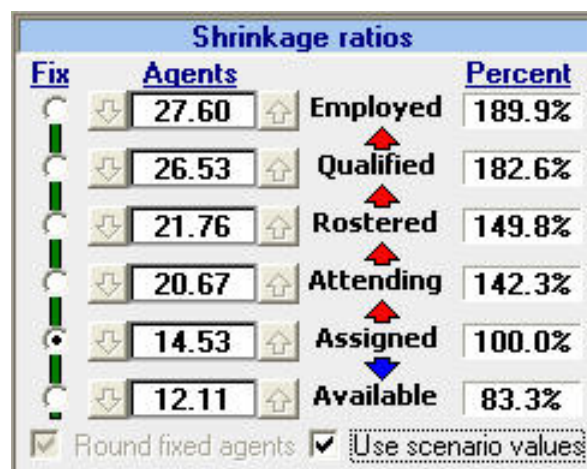 Shrinkage ratios
Fix Agents Percent
27.60 Employed 189.9%
26.53 Qualified 182.6%
21.76 Rostered 149.8%
20.67 Attending 142.3%
14.53 Assigned 100.0%
12.11 Available 83.3%
Round fixed agents Use scenario values